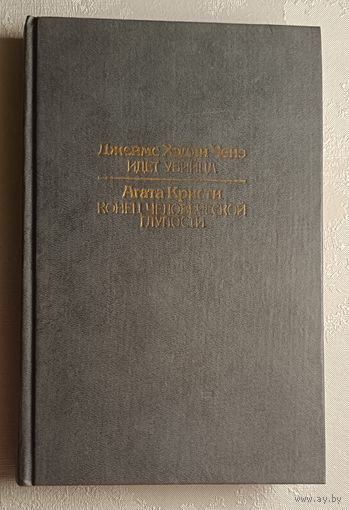 Джеймс Хэдли Чейз
ИДЕТ УБИЙЦА
Агата Кристи
КОНЕЦ ЧЕЛОВЕЧЕСКОЙ
ГЛУПОСТИ
www.ay.by